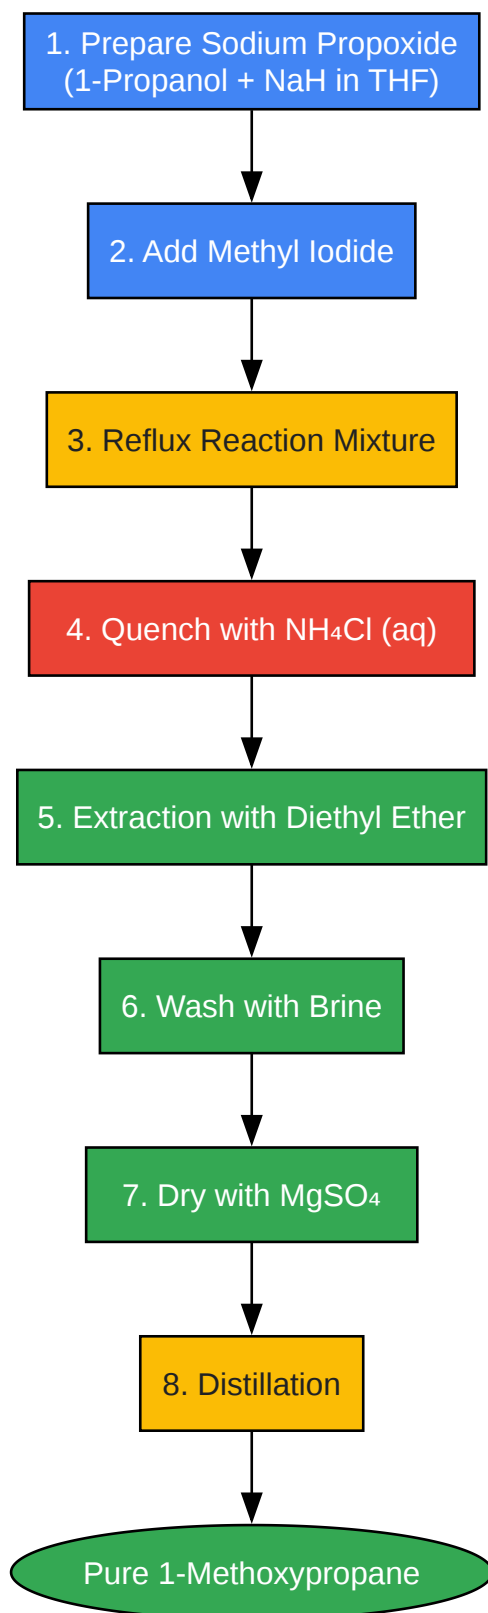 1. Prepare Sodium Propoxide
(1-Propanol + NaH in THF)
2. Add Methyl Iodide
3. Reflux Reaction Mixture
4. Quench with NH₄Cl (aq)
5. Extraction with Diethyl Ether
6. Wash with Brine
7. Dry with MgSO₄
8. Distillation
Pure 1-Methoxypropane